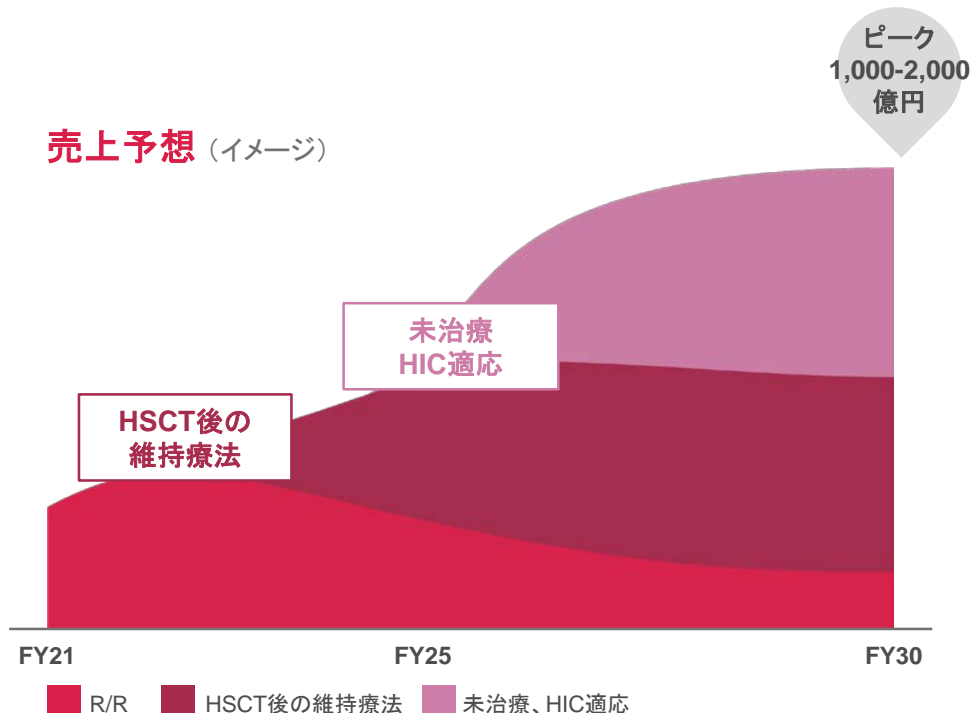 ピーク
1,000-2,000
億円
売上予想（イメージ）
未治療
HIC適応
HSCT後の
維持療法
FY21
FY25
FY30
R/R
HSCT後の維持療法
未治療、HIC適応